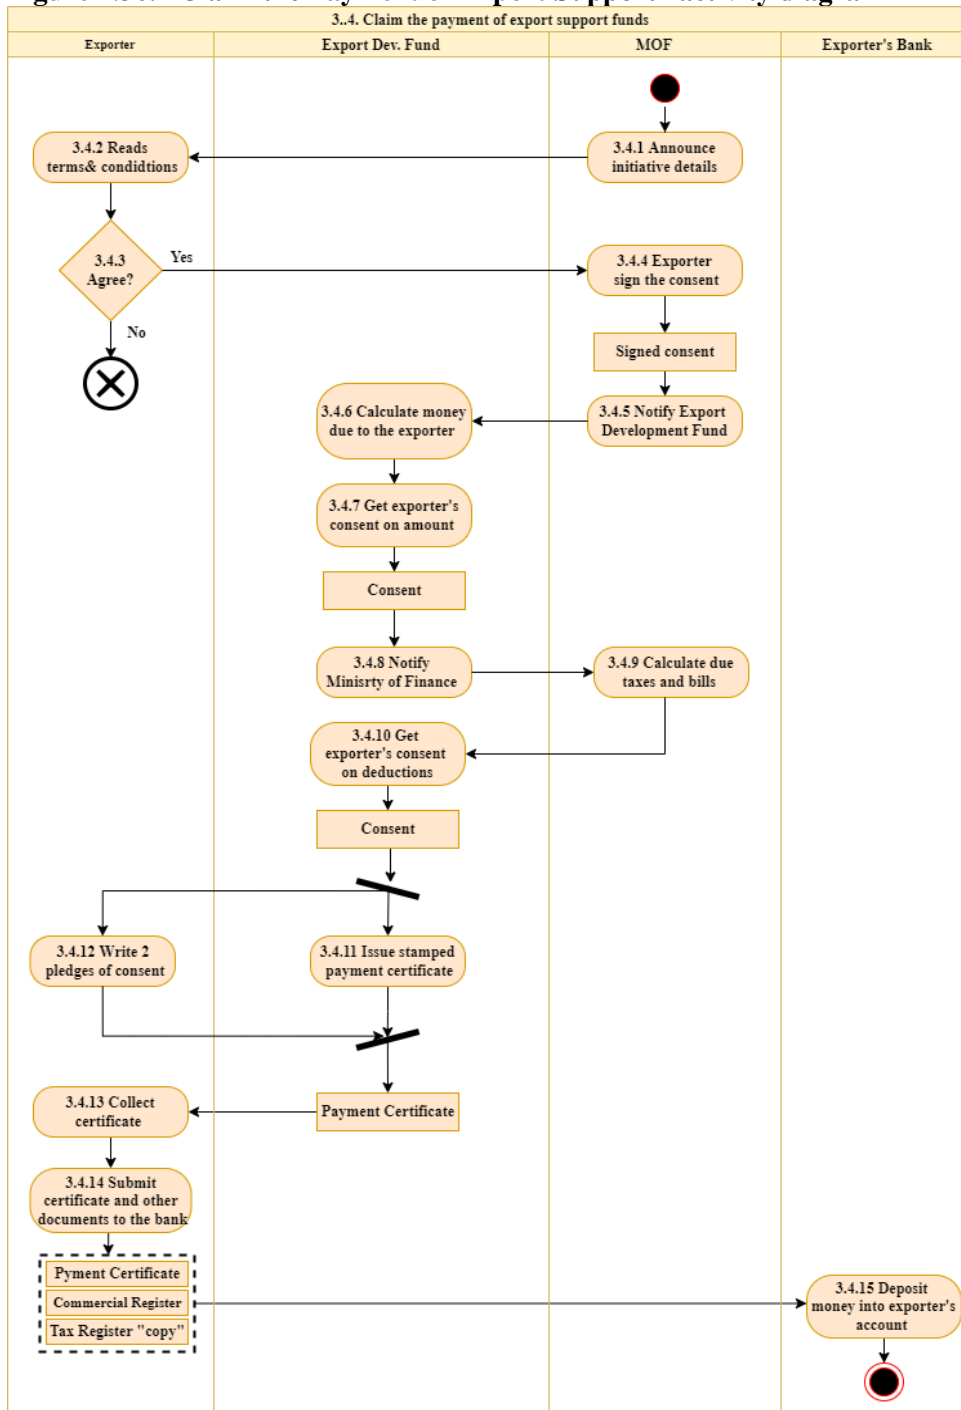 3..4. Claim the payment of export support funds
Exporter
Export Dev. Fund
MOF
Exporter's Bank
3.4.2 Reads
terms& condidtions
3.4.1 Announce
initiative details
3.4.3
Agree?
Yes
3.4.4 Exporter
sign the consent
No
Signed consent
3.4.6 Calculate money
due to the exporter
3.4.5 Notify Export
Development Fund
3.4.7 Get exporter's
consent on amount
Consent
3.4.8 Notify
Minisrty of Finance
3.4.9 Calculate due
taxes and bills
3.4.10 Get
exporter's consent
on deductions
Consent
3.4.12 Write 2
pledges of consent
3.4.11 Issue stamped
payment certificate
3.4.13 Collect
certificate
Payment Certificate
3.4.14 Submit
certificate and other
documents to the bank
Pyment Certificate
Commercial Register
Tax Register "copy"
3.4.15 Deposit
money into exporter's
account